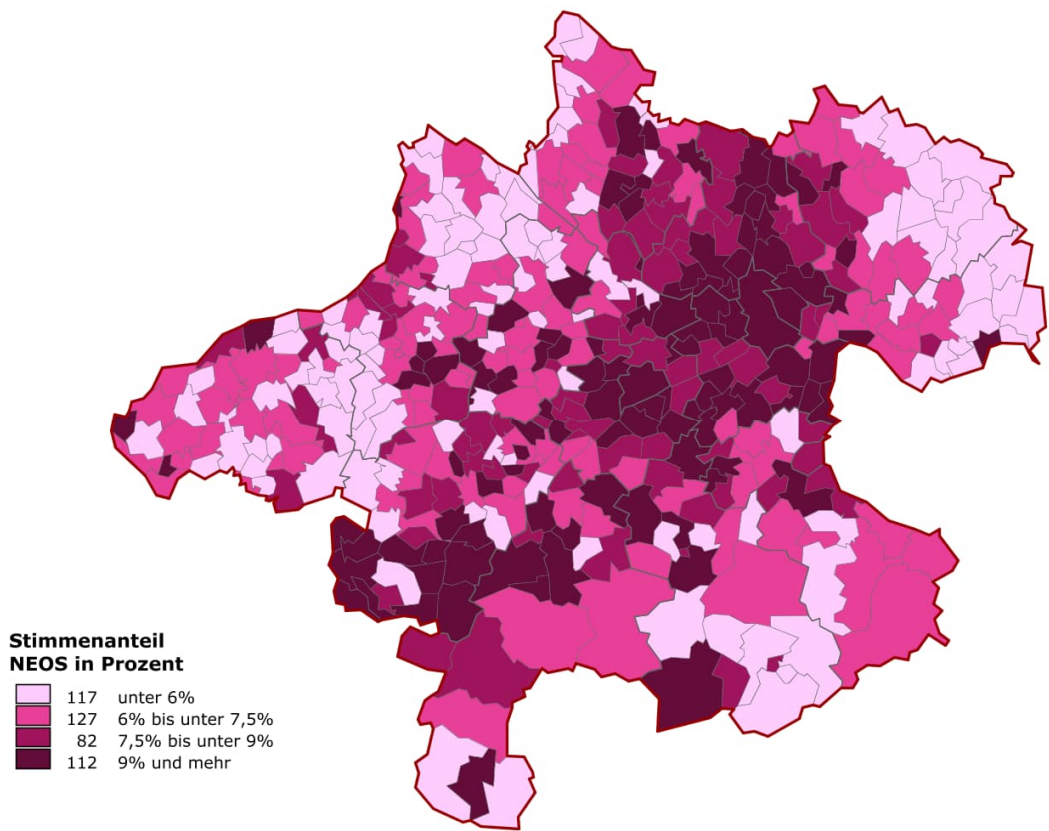 Stimmenanteil
NEOS in Prozent
117 unter 6%
127 6% bis unter 7,5%
82 7,5% bis unter 9%
112 9% und mehr